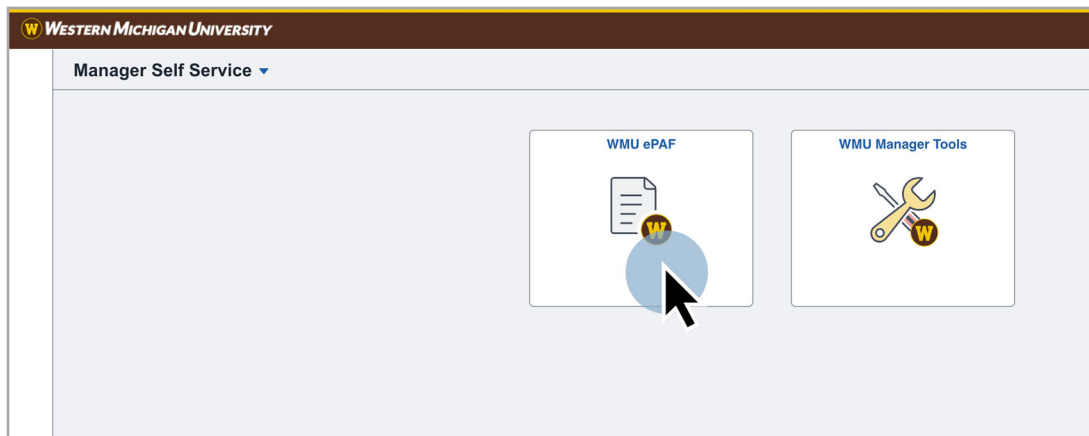 W WESTERN MICHIGAN UNIVERSITY
Manager Self Service
WMU ePAF
WMU Manager Tools
W
W